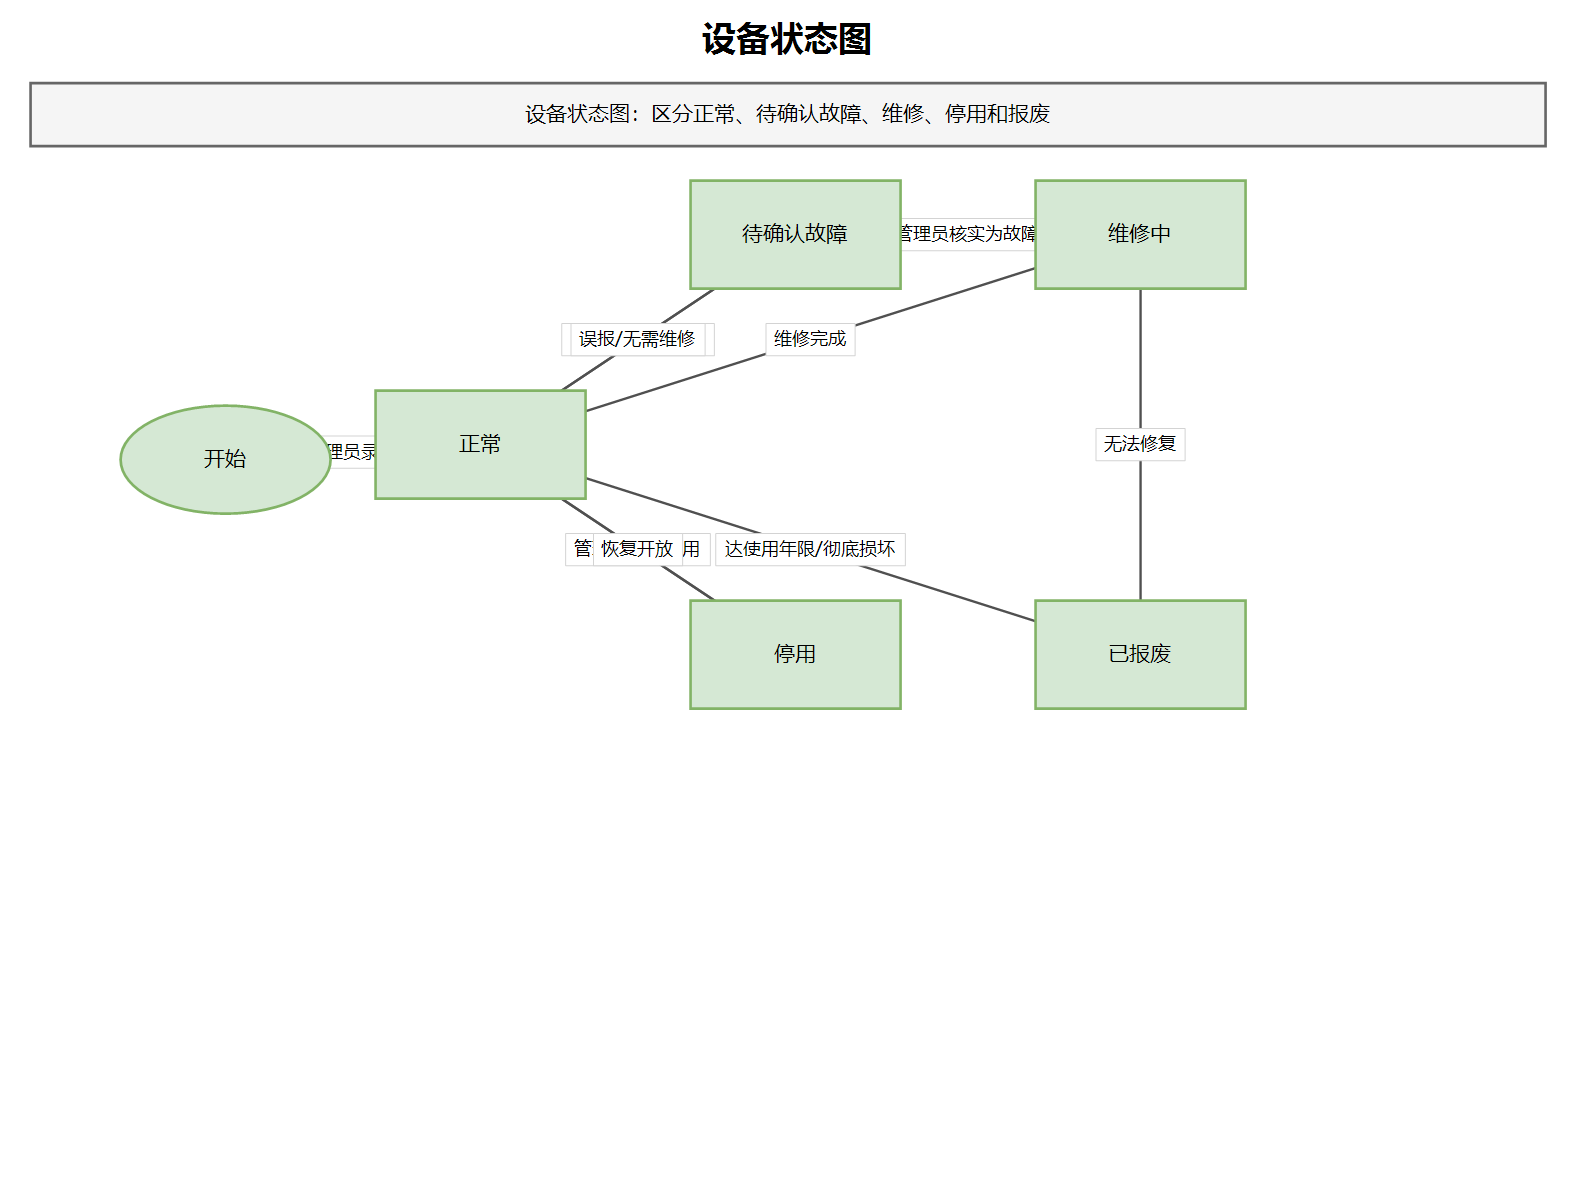 设备状态图
设备状态图：区分正常、待确认故障、维修、停用和报废
待确认故障
管理员核实为故障
维修中
误报/无需维修
维修完成
开始
理员录
正常
无法修复
管
恢复开放
用
达使用年限/彻底损坏
停用
已报废